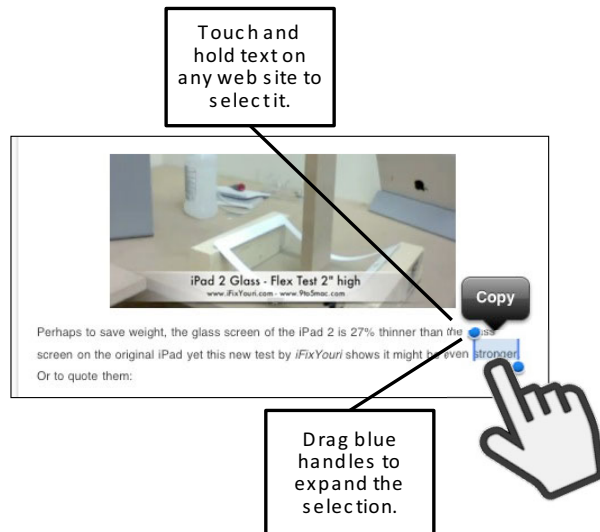 Touch and
hold text on
any web site to
select it.
iPad 2 Glass - Flex Test 2" high
www.iFixYouri.com - www.9to5mac.com
Copy
Perhaps to save weight, the glass screen of the iPad 2 is 27% thinner than the glass
screen on the original iPad yet this new test by iFixYouri shows it might be even stronger.
Or to quote them:
Drag blue
handles to
expand the
selection.